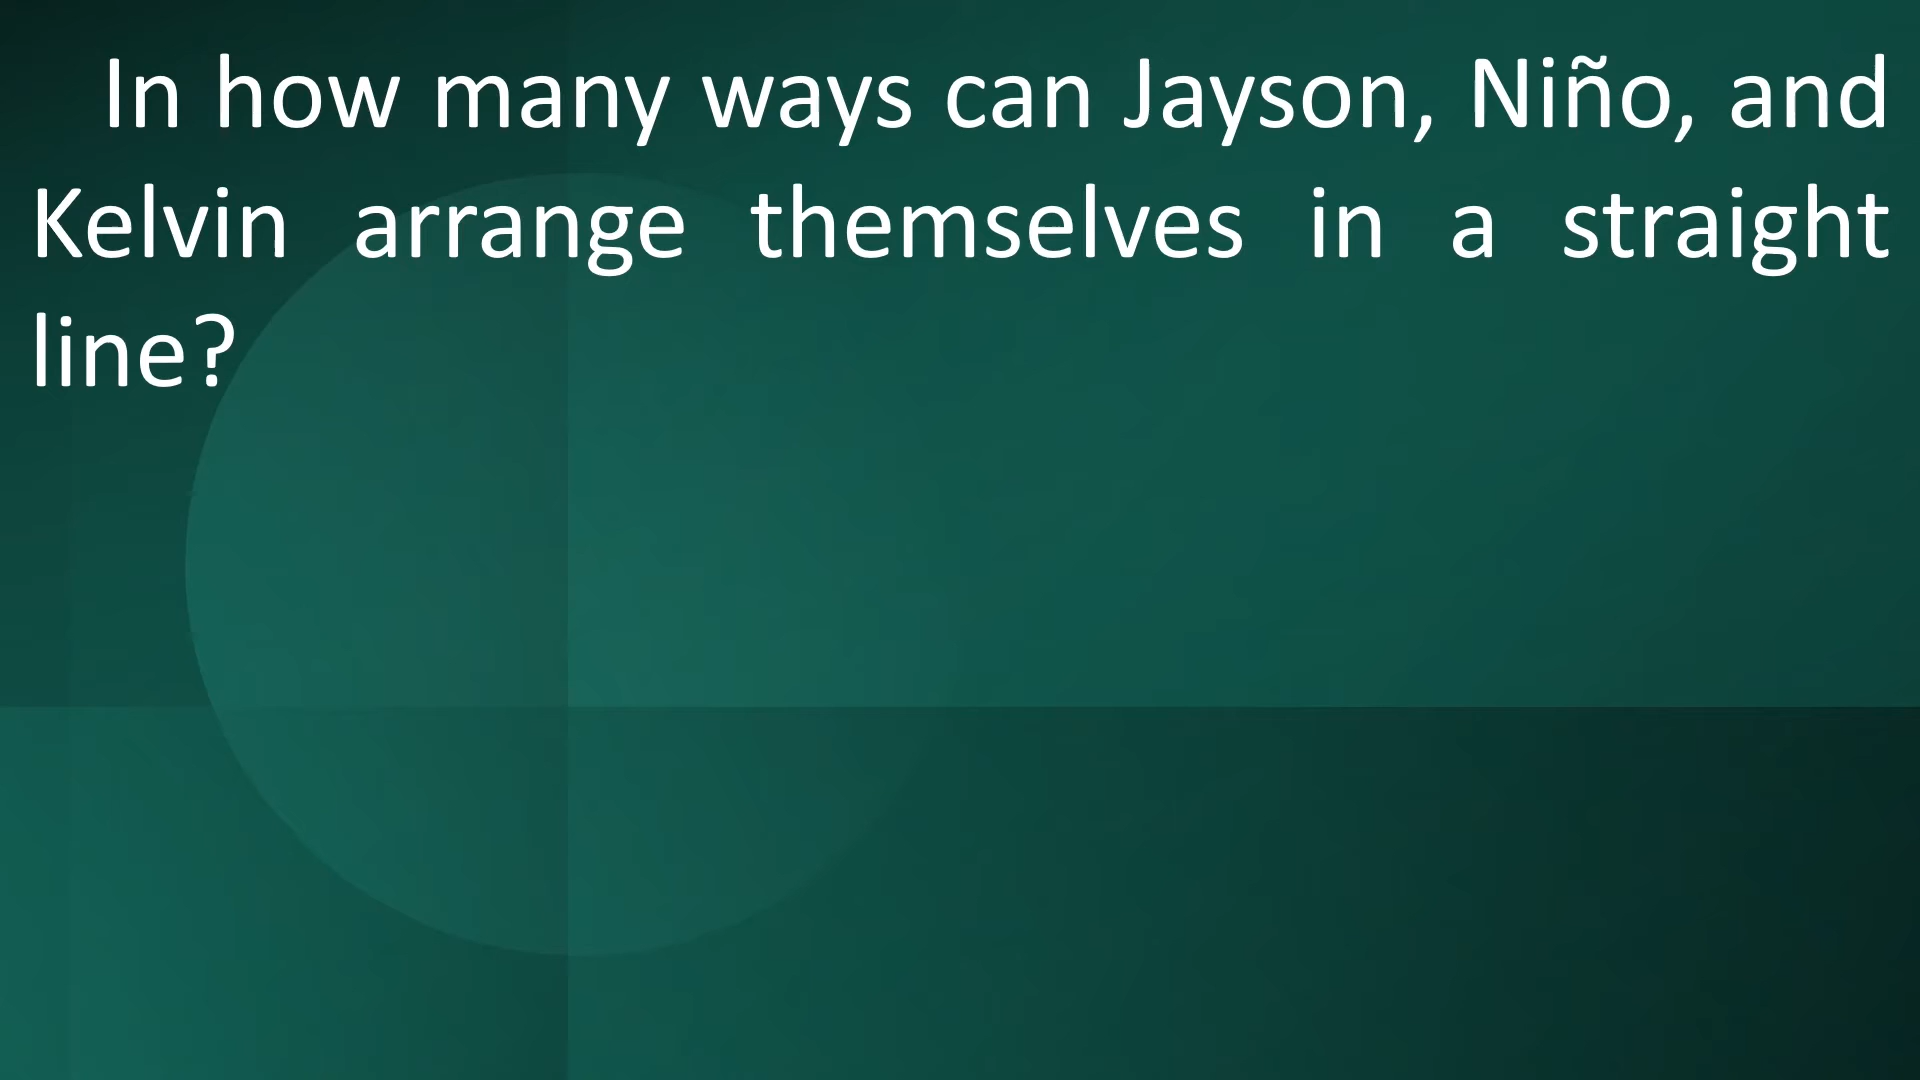 In how many ways can Jayson, Niño, and
Kelvin arrange themselves in a straight
line?